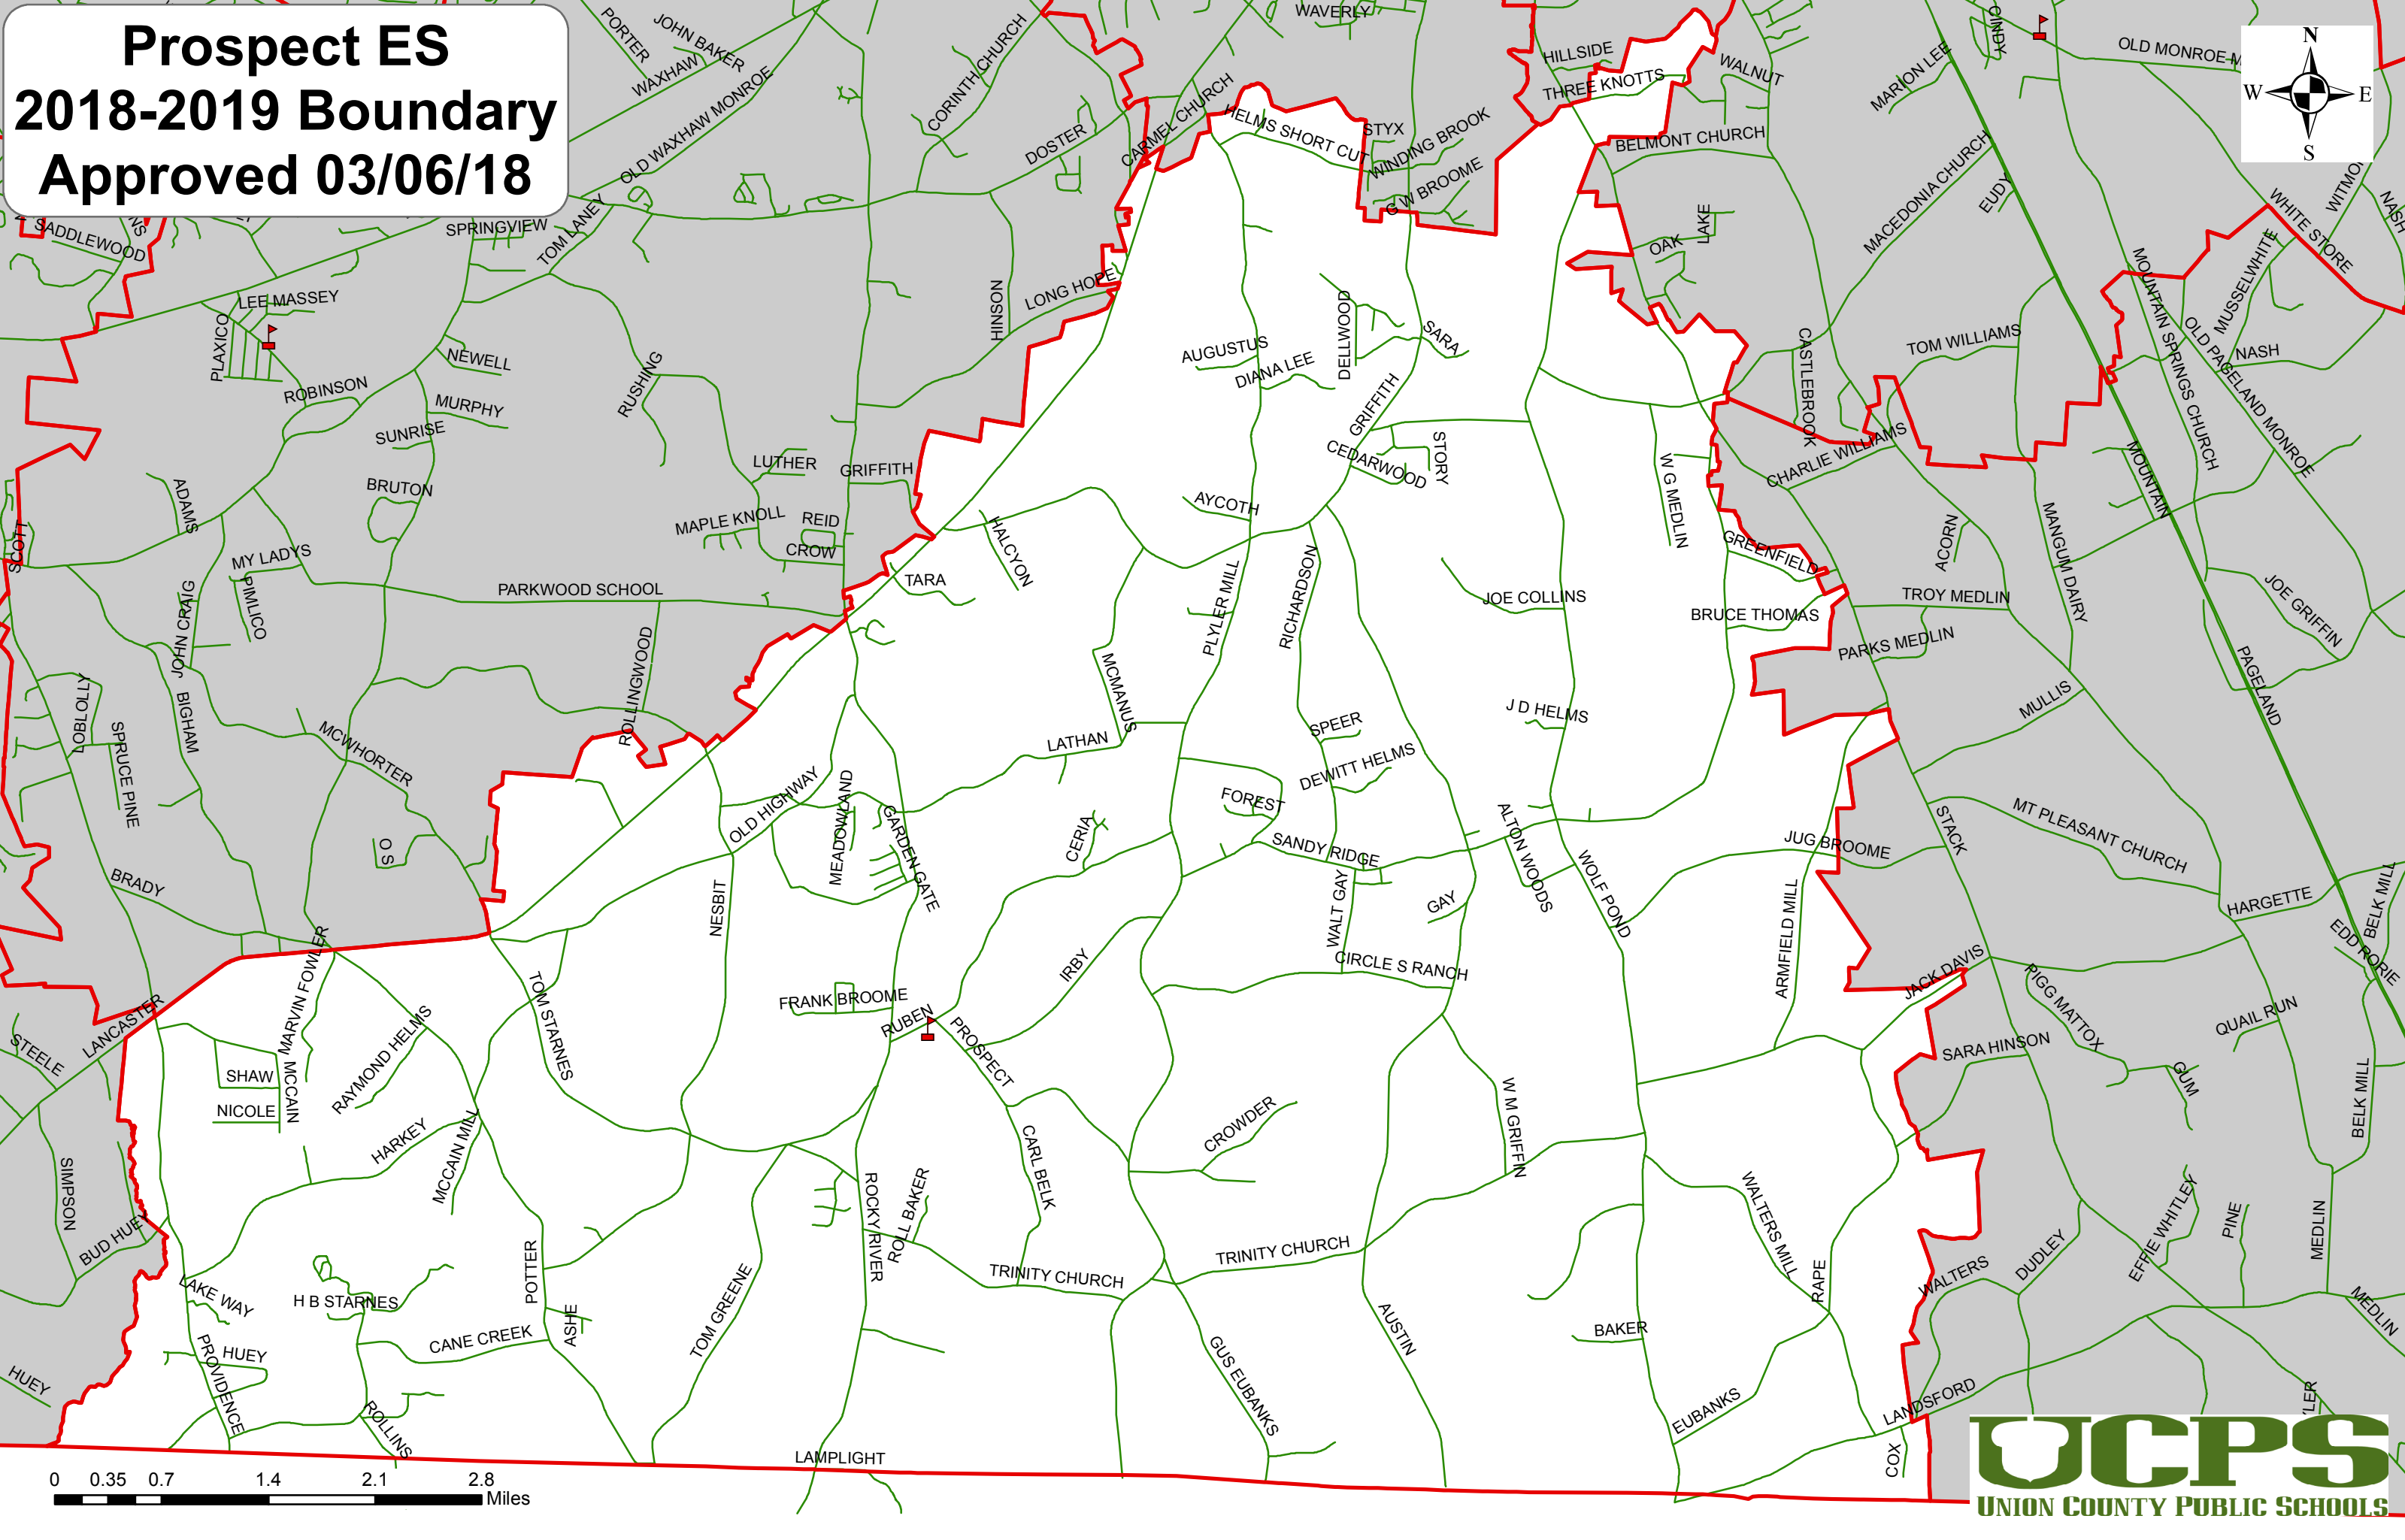 Prospect ES
2018-2019 Boundary
Approved 03/06/18
PORTER
JOHN BAKER
WAXHAW
OLD WAXHAW MONROE
CORINTH CHURCH
DOSTER
CARMEL CHURCH
WAVERLY
HELMS SHORT CUT
STYX
WINDING BROOK
G W BROOME
HILLSIDE
THREE KNOTTS
WALNUT
BELMONT CHURCH
MARION LEE
CINDY
OLD MONROE M
N
W
E
S
MACEDONIA CHURCH
EUDY
WHITE STORE
NASH
SADDLEWOOD
SPRINGVIEW
TOM LANEY
OAK
LAKE
LEE MASSEY
PLAXICO
ROBINSON
NEWELL
MURPHY
SUNRISE
RUSHING
HINSON
LONG HOPE
AUGUSTUS
DIANA LEE
DELLWOOD
SARA
GRIFFITH
CASTLEBROOK
TOM WILLIAMS
MOUNTAIN SPRINGS CHURCH
MUSSELWHITE
OLD PAGELAND MONROE
NASH
ADAMS
BRUTON
LUTHER
GRIFFITH
CEDARWOOD
STORY
W G MEDLIN
CHARLIE WILLIAMS
MOUNTAIN
SCOTT
MY LADYS
PIMLICO
MAPLE KNOLL
REID
CROW
HALCYON
TARA
AYCOTH
GREENFIELD
ACORN
MANGUM DAIRY
JOHN CRAIG
PARKWOOD SCHOOL
PLYLER MILL
RICHARDSON
JOE COLLINS
BRUCE THOMAS
TROY MEDLIN
PARKS MEDLIN
JOE GRIFFIN
LOBLOLLY
SPRUCE PINE
BIGHAM
ROLLINGWOOD
MCWHORTER
MCMANUS
LATHAN
SPEER
DEWITT HELMS
J D HELMS
MULLIS
PAGELAND
O S
OLD HIGHWAY
MEADOWLAND
GARDEN GATE
CERIA
FOREST
SANDY RIDGE
ALTON WOODS
JUG BROOME
STACK
MT PLEASANT CHURCH
BRADY
NESBIT
WALT GAY
GAY
WOLF POND
ARMFIELD MILL
HARGETTE
BELK MILL
EDD RORIE
LANCASTER
MARVIN FOWLER
TOM STARNES
FRANK BROOME
RUBEN
PROSPECT
IRBY
CIRCLE S RANCH
JACK DAVIS
PIGG MATTOX
QUAIL RUN
STEELE
SHAW
MCCAIN
NICOLE
RAYMOND HELMS
HARKEY
MCCAIN MILL
CARL BELK
CROWDER
W M GRIFFIN
SARA HINSON
GUM
BELK MILL
SIMPSON
BUD HUEY
POTTER
ROCKY RIVER
ROLL BAKER
TRINITY CHURCH
TRINITY CHURCH
WALTERS MILL
RAPE
WALTERS
DUDLEY
EFFIE WHITLEY
PINE
MEDLIN
MEDLIN
LAKE WAY
H B STARNES
CANE CREEK
ASHE
TOM GREENE
GUS EUBANKS
AUSTIN
BAKER
EUBANKS
LANDSFORD
COX
HUEY
HUEY
PROVIDENCE
ROLLINS
LAMPLIGHT
0 0.35 0.7 1.4 2.1 2.8
Miles
UCPS
UNION COUNTY PUBLIC SCHOOLS